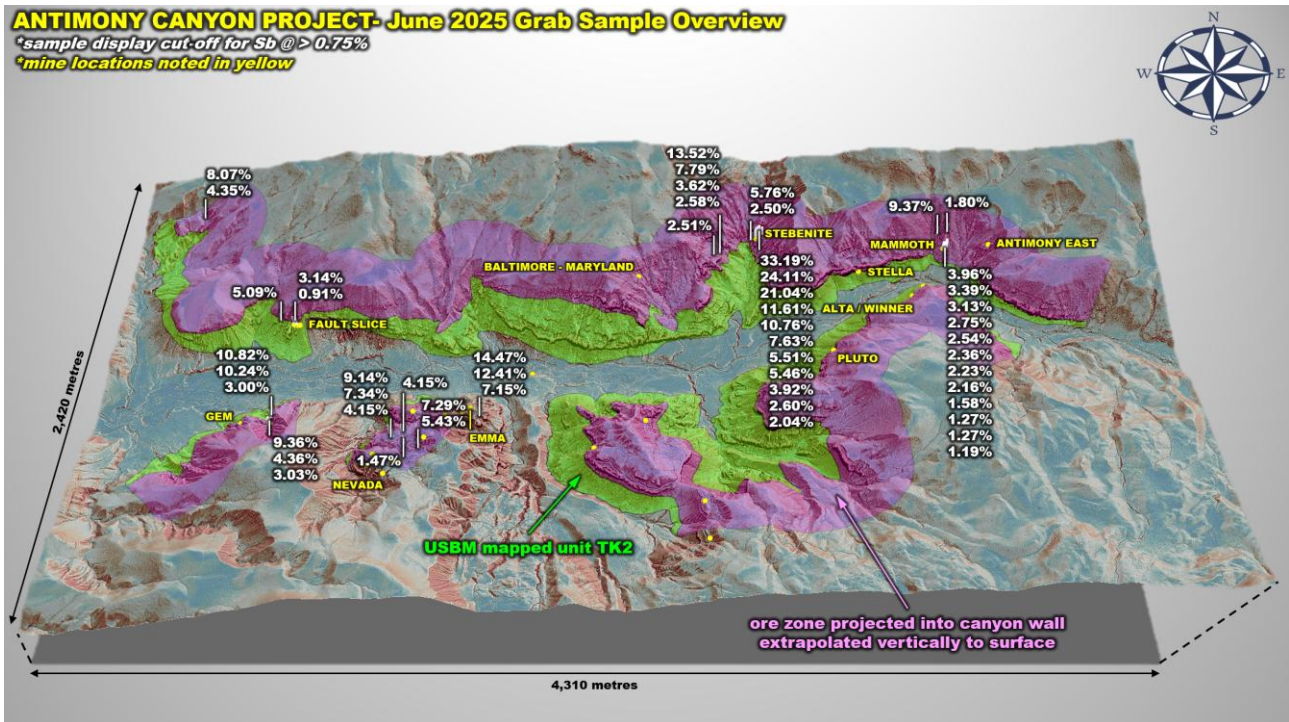 ANTIMONY CANYON PROJECT- June 2025 Grab Sample Overview
*sample display cut-off for Sb @ > 0.75%
*mine locations noted in yellow
N
W
E
S
8.07%
4.35%
13.52%
7.79%
3.62%
2.58%
2.51%
5.76%
2.50%
STEBENITE
9.37%
1.80%
MAMMOTH
ANTIMONY EAST
BALTIMORE - MARYLAND
STELLA
ALTA / WINNER
PLUTO
5.09%
3.14%
0.91%
FAULT SLICE
33.19%
24.11%
21.04%
11.61%
10.76%
7.63%
5.51%
5.46%
3.92%
2.60%
2.04%
3.96%
3.39%
3.13%
2.75%
2.54%
2.36%
2.23%
2.16%
1.58%
1.27%
1.27%
1.19%
10.82%
10.24%
3.00%
GEM
9.36%
4.36%
3.03%
9.14%
7.34%
4.15%
4.15%
14.47%
12.41%
7.15%
7.29%
5.43%
EMMA
1.47%
NEVADA
USBM mapped unit TK2
ore zone projected into canyon wall
extrapolated vertically to surface
2,420 metres
4,310 metres